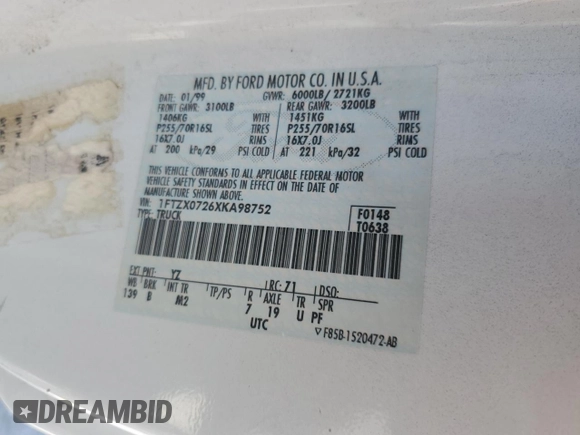 MFD. BY FORD MOTOR CO. IN U.S.A.
DATE: 01/99 GVWR: 6000LB/ 2721KG
FRONT GAWR: 3100LB REAR GAWR: 3200LB
1406KG WITH 1451KG WITH
P255/70R16SL TIRES P255/70R16SL TIRES
16X7.0J RIMS 16X7.0J RIMS
AT 200 kPa/29 PSI COLD AT 221 kPa/32 PSI COLD
THIS VEHICLE CONFORMS TO ALL APPLICABLE FEDERAL MOTOR
VEHICLE SAFETY STANDARDS IN EFFECT ON THE DATE OF
MANUFACTURE SHOWN ABOVE.
VIN: 1FTZX0726XKA98752 F0148
TYPE: TRUCK T0638
EXT PNT: YZ RC: 71 DSO:
WB BRK INT TR TP/PS R AXLE TR SPR
139 B M2 7 19 U PF
UTC ▽ F85B-1520472-AB
DREAMBID